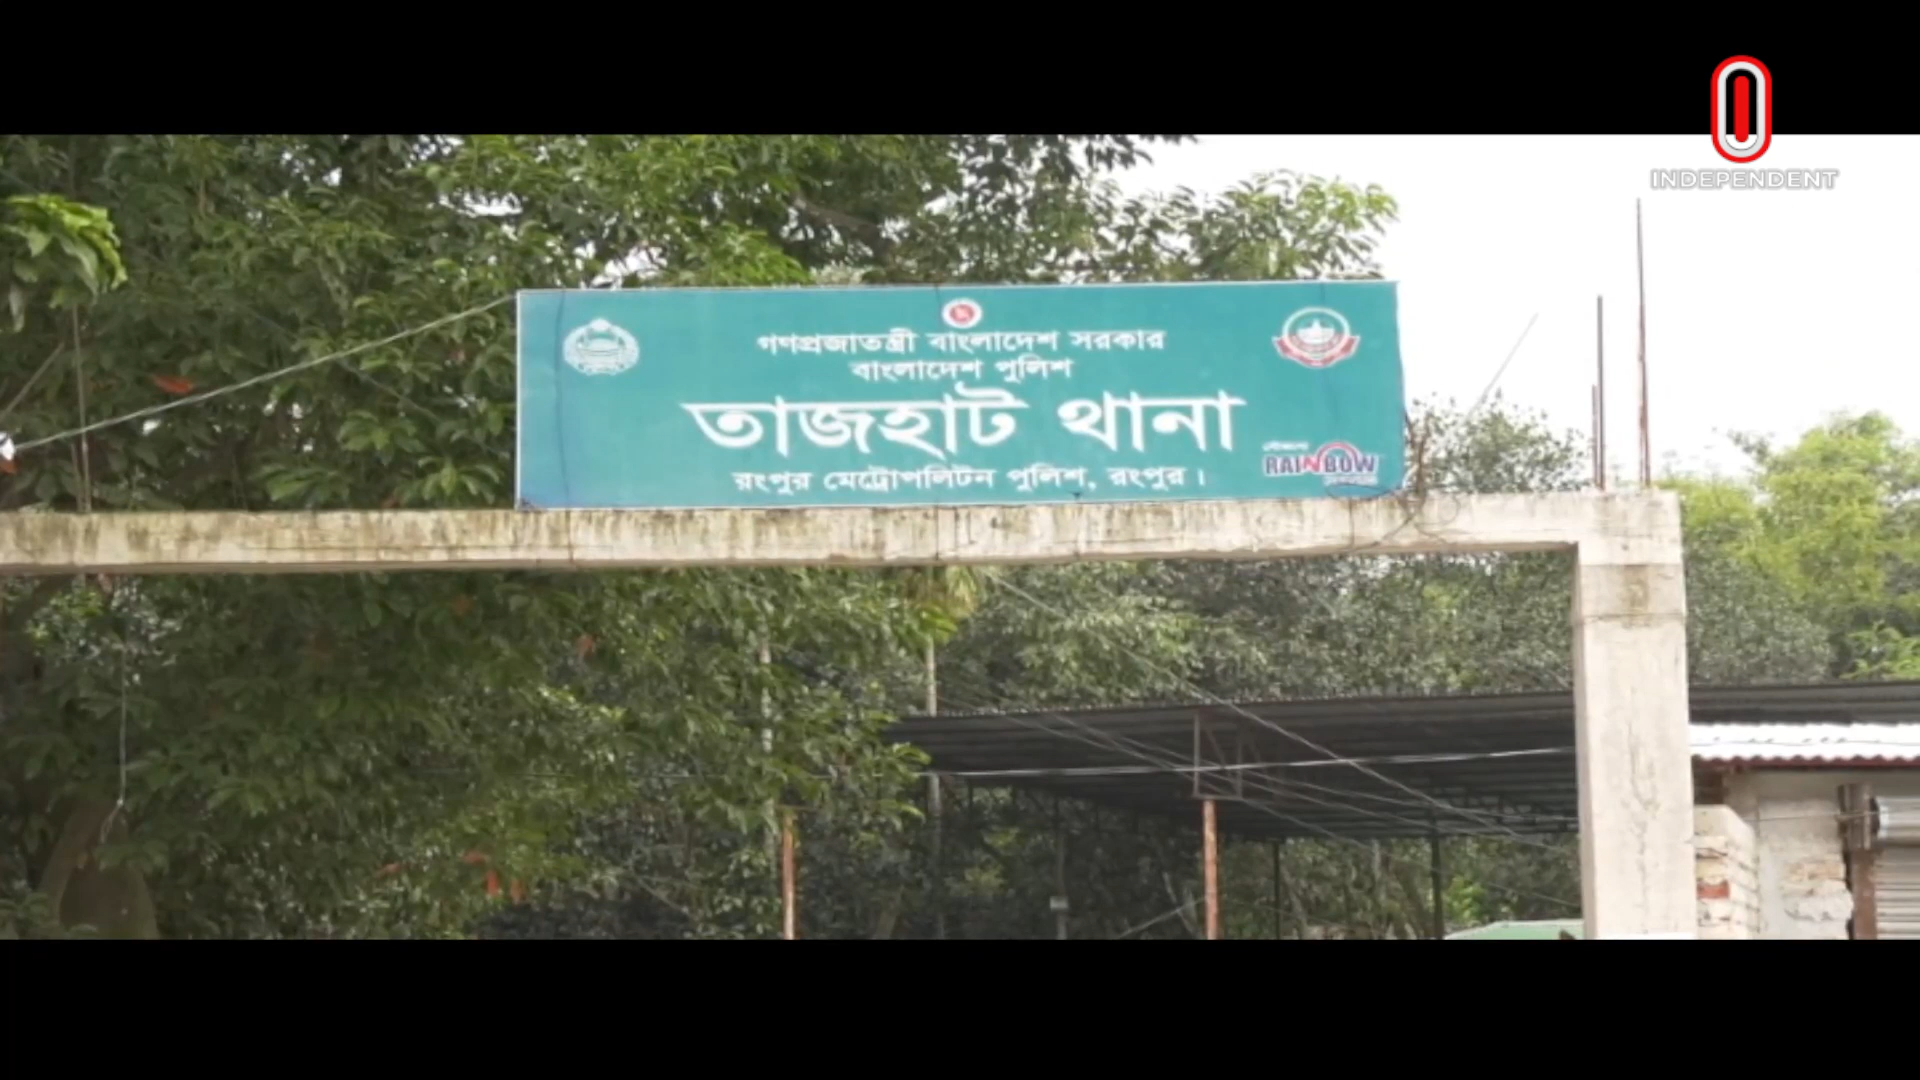 INDEPENDENT
গণপ্রজাতন্ত্রী বাংলাদেশ সরকার
বাংলাদেশ পুলিশ
তাজহাট থানা
রংপুর মেট্রোপলিটন পুলিশ, রংপুর।
RAINBOW